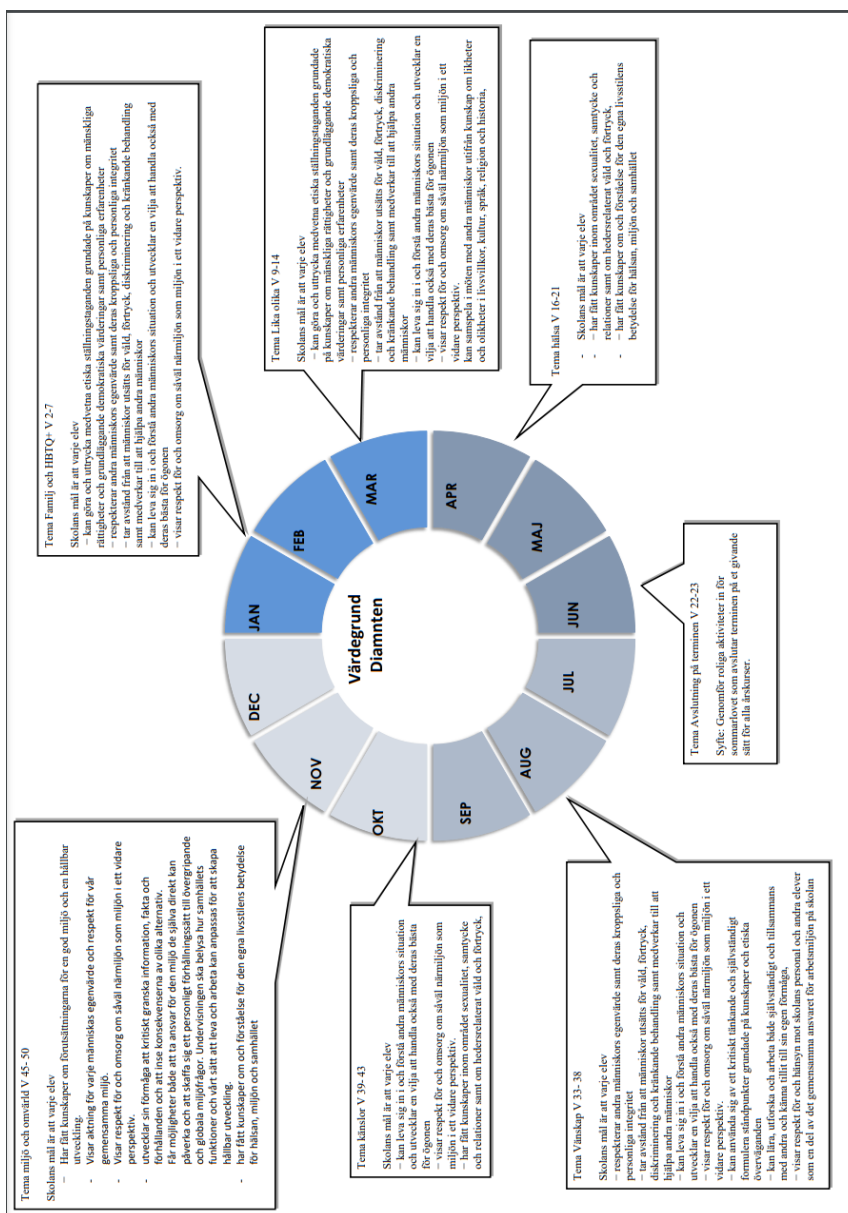 Tema miljö och omvärld V 45- 50
Skolans mål är att varje elev
– Har fått kunskaper om förutsättningarna för en god miljö och en hållbar
utveckling.
- Visar aktning för varje människas egenvärde och respekt för vår
gemensamma miljö.
- Visar respekt för och omsorg om såväl närmiljön som miljön i ett vidare
perspektiv.
- utvecklar sin förmåga att kritiskt granska information, fakta och
förhållanden och att inse konsekvenserna av olika alternativ.
Får möjligheter både att ta ansvar för den miljö de själva direkt kan
påverka och att skaffa sig ett personligt förhållningssätt till övergripande
och globala miljöfrågor. Undervisningen ska belysa hur samhällets
funktioner och vårt sätt att leva och arbeta kan anpassas för att skapa
hållbar utveckling.
- har fått kunskaper om och förståelse för den egna livsstilens betydelse
för hälsan, miljön och samhället
Tema Familj och HBTQ+ V 2-7
Skolans mål är att varje elev
– kan göra och uttrycka medvetna etiska ställningstaganden grundade på kunskaper om mänskliga
rättigheter och grundläggande demokratiska värderingar samt personliga erfarenheter
– respekterar andra människors egenvärde samt deras kroppsliga och personliga integritet
– tar avstånd från att människor utsätts för våld, förtryck, diskriminering och kränkande behandling
samt medverkar till att hjälpa andra människor
– kan leva sig in i och förstå andra människors situation och utvecklar en vilja att handla också med
deras bästa för ögonen
– visar respekt för och omsorg om såväl närmiljön som miljön i ett vidare perspektiv.
Tema Lika olika V 9-14
Skolans mål är att varje elev
– kan göra och uttrycka medvetna etiska ställningstaganden grundade
på kunskaper om mänskliga rättigheter och grundläggande demokratiska
värderingar samt personliga erfarenheter
– respekterar andra människors egenvärde samt deras kroppsliga och
personliga integritet
– tar avstånd från att människor utsätts för våld, förtryck, diskriminering
och kränkande behandling samt medverkar till att hjälpa andra
människor
– kan leva sig in i och förstå andra människors situation och utvecklar en
vilja att handla också med deras bästa för ögonen
– visar respekt för och omsorg om såväl närmiljön som miljön i ett
vidare perspektiv.
kan samspela i möten med andra människor utifrån kunskap om likheter
och olikheter i livsvillkor, kultur, språk, religion och historia,
Tema känslor V 39- 43
Skolans mål är att varje elev
– kan leva sig in i och förstå andra människors situation
och utvecklar en vilja att handla också med deras bästa
för ögonen
– visar respekt för och omsorg om såväl närmiljön som
miljön i ett vidare perspektiv.
– har fått kunskaper inom området sexualitet, samtycke
och relationer samt om hedersrelaterat våld och förtryck,
Värdegrund
Diamnten
JAN
FEB
MAR
APR
MAJ
JUN
JUL
AUG
SEP
OKT
NOV
DEC
Tema hälsa V 16-21
- Skolans mål är att varje elev
- – har fått kunskaper inom området sexualitet, samtycke och
relationer samt om hedersrelaterat våld och förtryck,
- – har fått kunskaper om och förståelse för den egna livsstilens
betydelse för hälsan, miljön och samhället
Tema Vänskap V 33- 38
Skolans mål är att varje elev
– respekterar andra människors egenvärde samt deras kroppsliga och
personliga integritet
– tar avstånd från att människor utsätts för våld, förtryck,
diskriminering och kränkande behandling samt medverkar till att
hjälpa andra människor
– kan leva sig in i och förstå andra människors situation och
utvecklar en vilja att handla också med deras bästa för ögonen
– visar respekt för och omsorg om såväl närmiljön som miljön i ett
vidare perspektiv.
– kan använda sig av ett kritiskt tänkande och självständigt
formulera ståndpunkter grundade på kunskaper och etiska
överväganden
– kan lära, utforska och arbeta både självständigt och tillsammans
med andra och känna tillit till sin egen förmåga,
– visar respekt för och hänsyn mot skolans personal och andra elever
som en del av det gemensamma ansvaret för arbetsmiljön på skolan
Tema Avslutning på terminen V 22-23
Syfte: Genomför roliga aktiviteter in för
sommarlovet som avslutar terminen på et givande
sätt för alla årskurser.